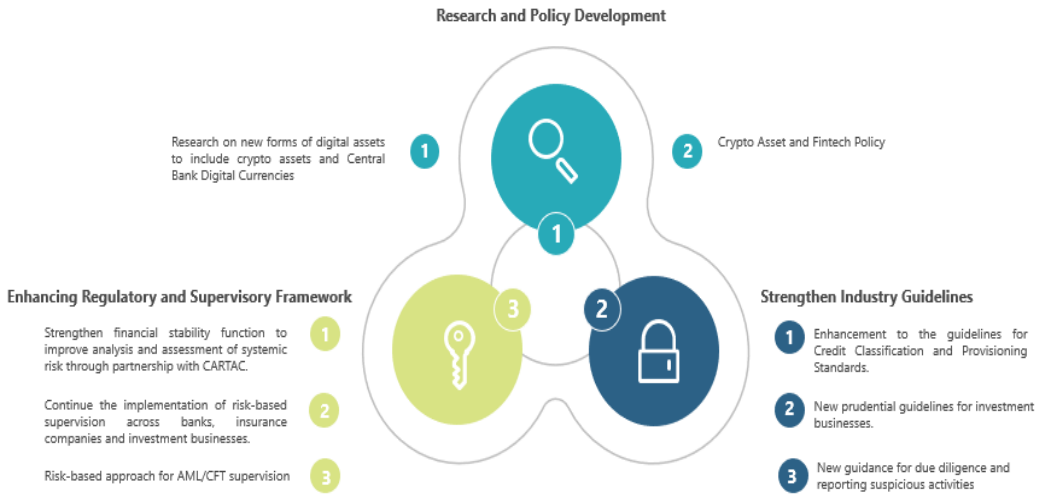 Research and Policy Development
Research on new forms of digital assets
to include crypto assets and Central
Bank Digital Currencies
1
2
Crypto Asset and Fintech Policy
1
Enhancing Regulatory and Supervisory Framework
Strengthen financial stability function to
improve analysis and assessment of systemic
risk through partnership with CARTAC.
1
Continue the implementation of risk-based
supervision across banks, insurance
companies and investment businesses.
2
Risk-based approach for AML/CFT supervision
3
3
2
Strengthen Industry Guidelines
1
Enhancement to the guidelines for
Credit Classification and Provisioning
Standards.
2
New prudential guidelines for investment
businesses.
3
New guidance for due diligence and
reporting suspicious activities